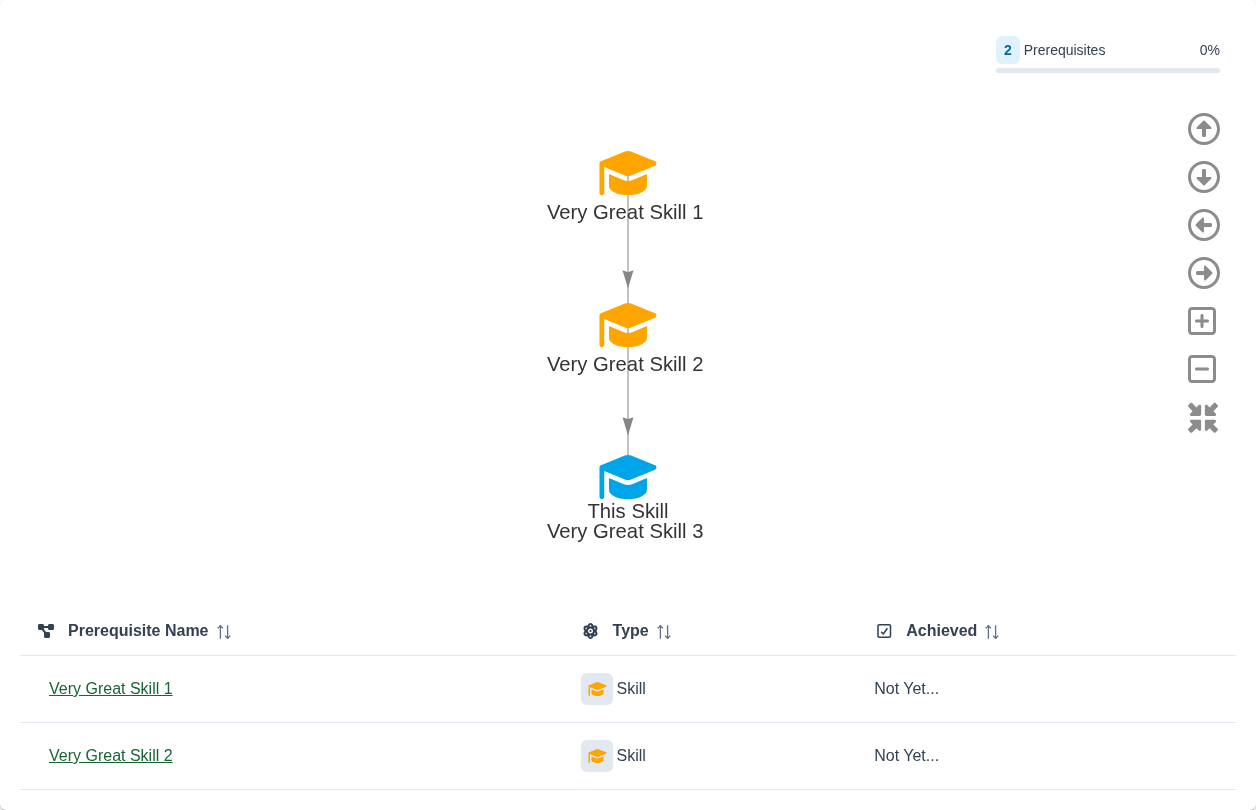 2 Prerequisites 0%
Very Great Skill 1
Very Great Skill 2
This Skill
Very Great Skill 3
Prerequisite Name Type Achieved
Very Great Skill 1 Skill Not Yet...
Very Great Skill 2 Skill Not Yet...